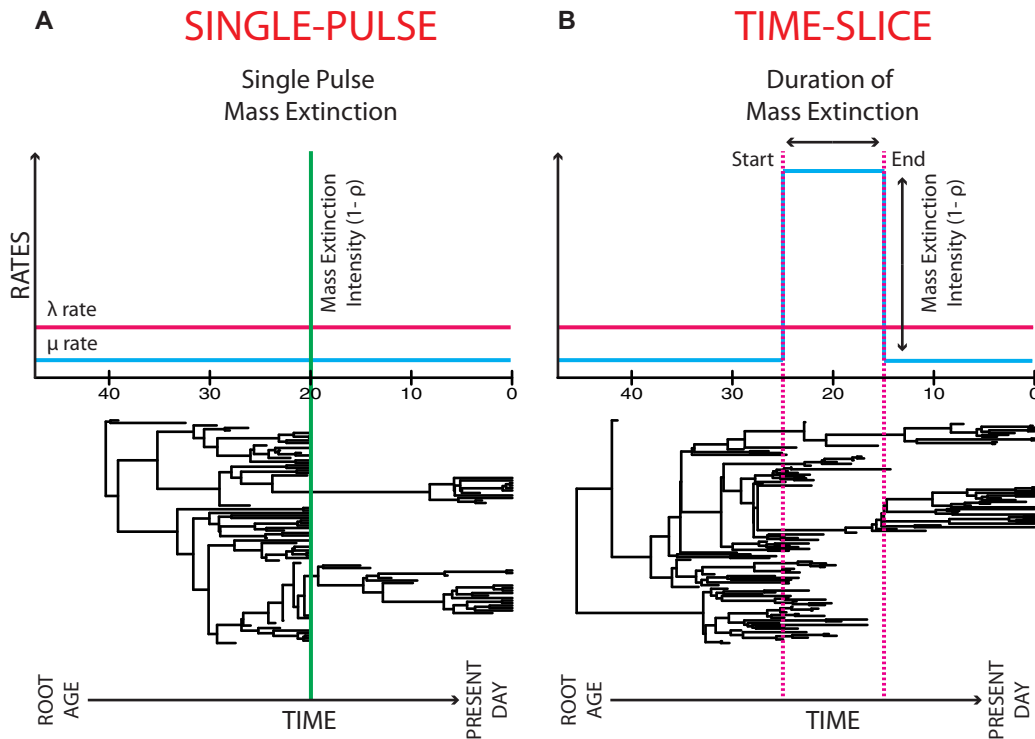 A
SINGLE-PULSE
Single Pulse
Mass Extinction
RATES
λ rate
μ rate
Mass Extinction
Intensity (1- ρ)
40
30
20
10
0
ROOT
AGE
TIME
PRESENT
DAY
B
TIME-SLICE
Duration of
Mass Extinction
Start
End
Mass Extinction
Intensity (1- ρ)
40
30
20
10
0
ROOT
AGE
TIME
PRESENT
DAY